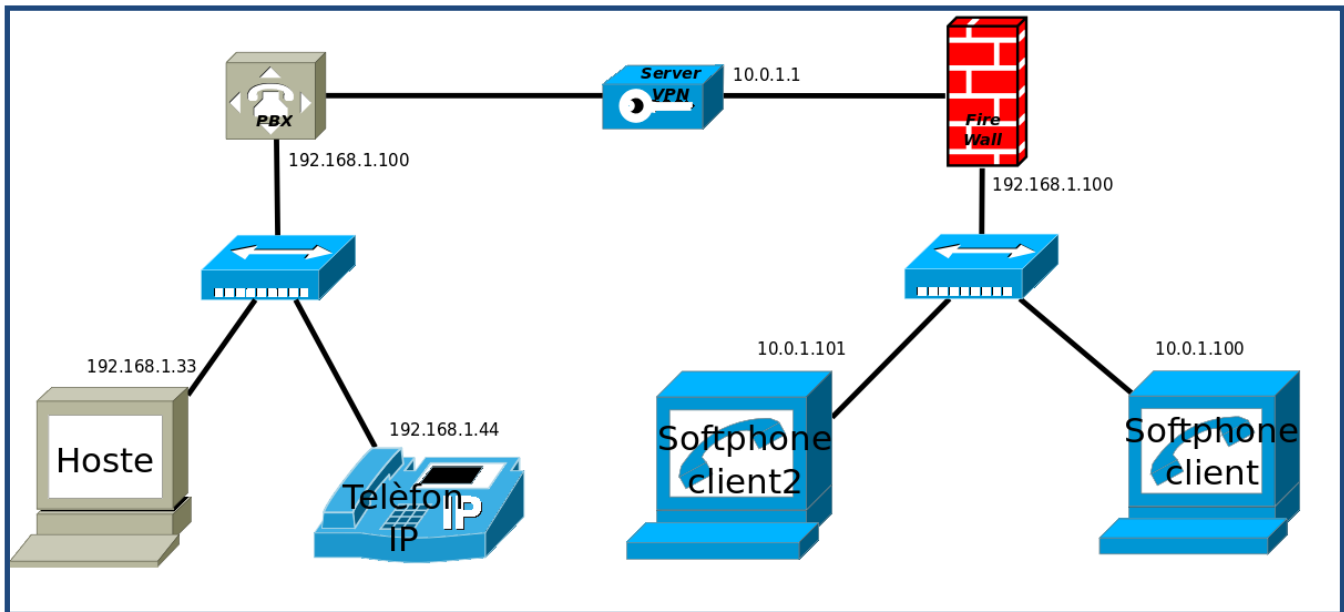 Server
VPN
10.0.1.1
PBX
Fire
Wall
192.168.1.100
192.168.1.100
10.0.1.101
10.0.1.100
192.168.1.33
192.168.1.44
Hoste
Softphone
client2
Softphone
client
Telèfon
IP
IP